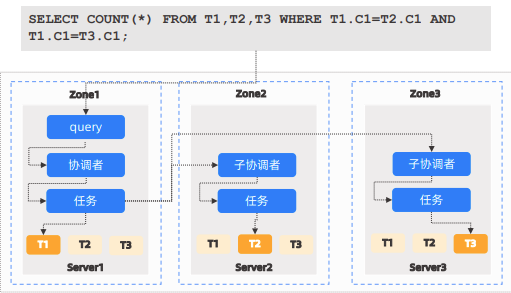 SELECT COUNT(*) FROM T1,T2,T3 WHERE T1.C1=T2.C1 AND
T1.C1=T3.C1;
Zone1
query
协调者
任务
T1 T2 T3
Server1
Zone2
子协调者
任务
T1 T2 T3
Server2
Zone3
子协调者
任务
T1 T2 T3
Server3